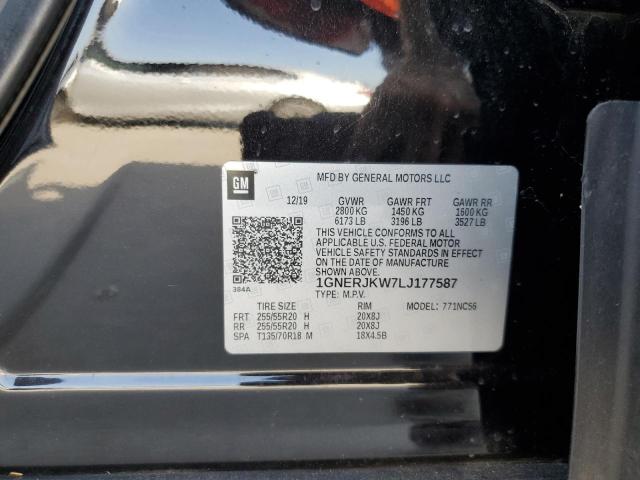 GM
MFD BY GENERAL MOTORS LLC
12/19 GVWR GAWR FRT GAWR RR
2800 KG 1450 KG 1600 KG
6173 LB 3196 LB 3527 LB
THIS VEHICLE CONFORMS TO ALL
APPLICABLE U.S. FEDERAL MOTOR
VEHICLE SAFETY STANDARDS IN EFFECT
ON THE DATE OF MANUFACTURE
SHOWN ABOVE.
384A
1GNERJKW7LJ177587
TYPE: M.P.V.
TIRE SIZE RIM MODEL: 771NC56
FRT 255/55R20 H 20X8J
RR 255/55R20 H 20X8J
SPA T135/70R18 M 18X4.5B